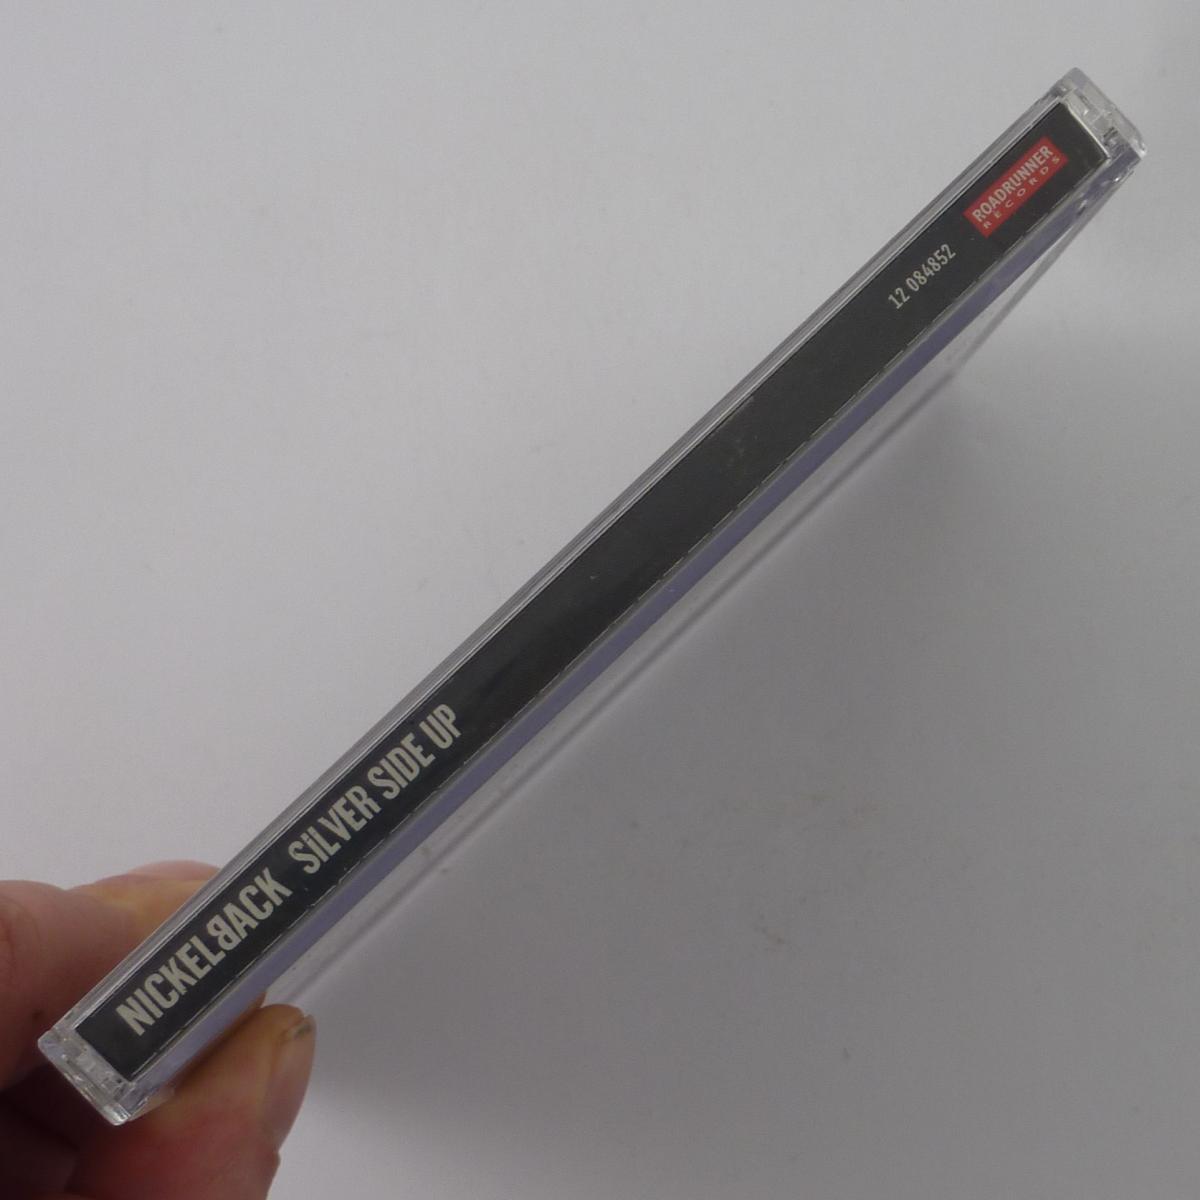 NICKELBACK SiLVER SIDE UP
12 084852
ROADRUNNER
RECORDS